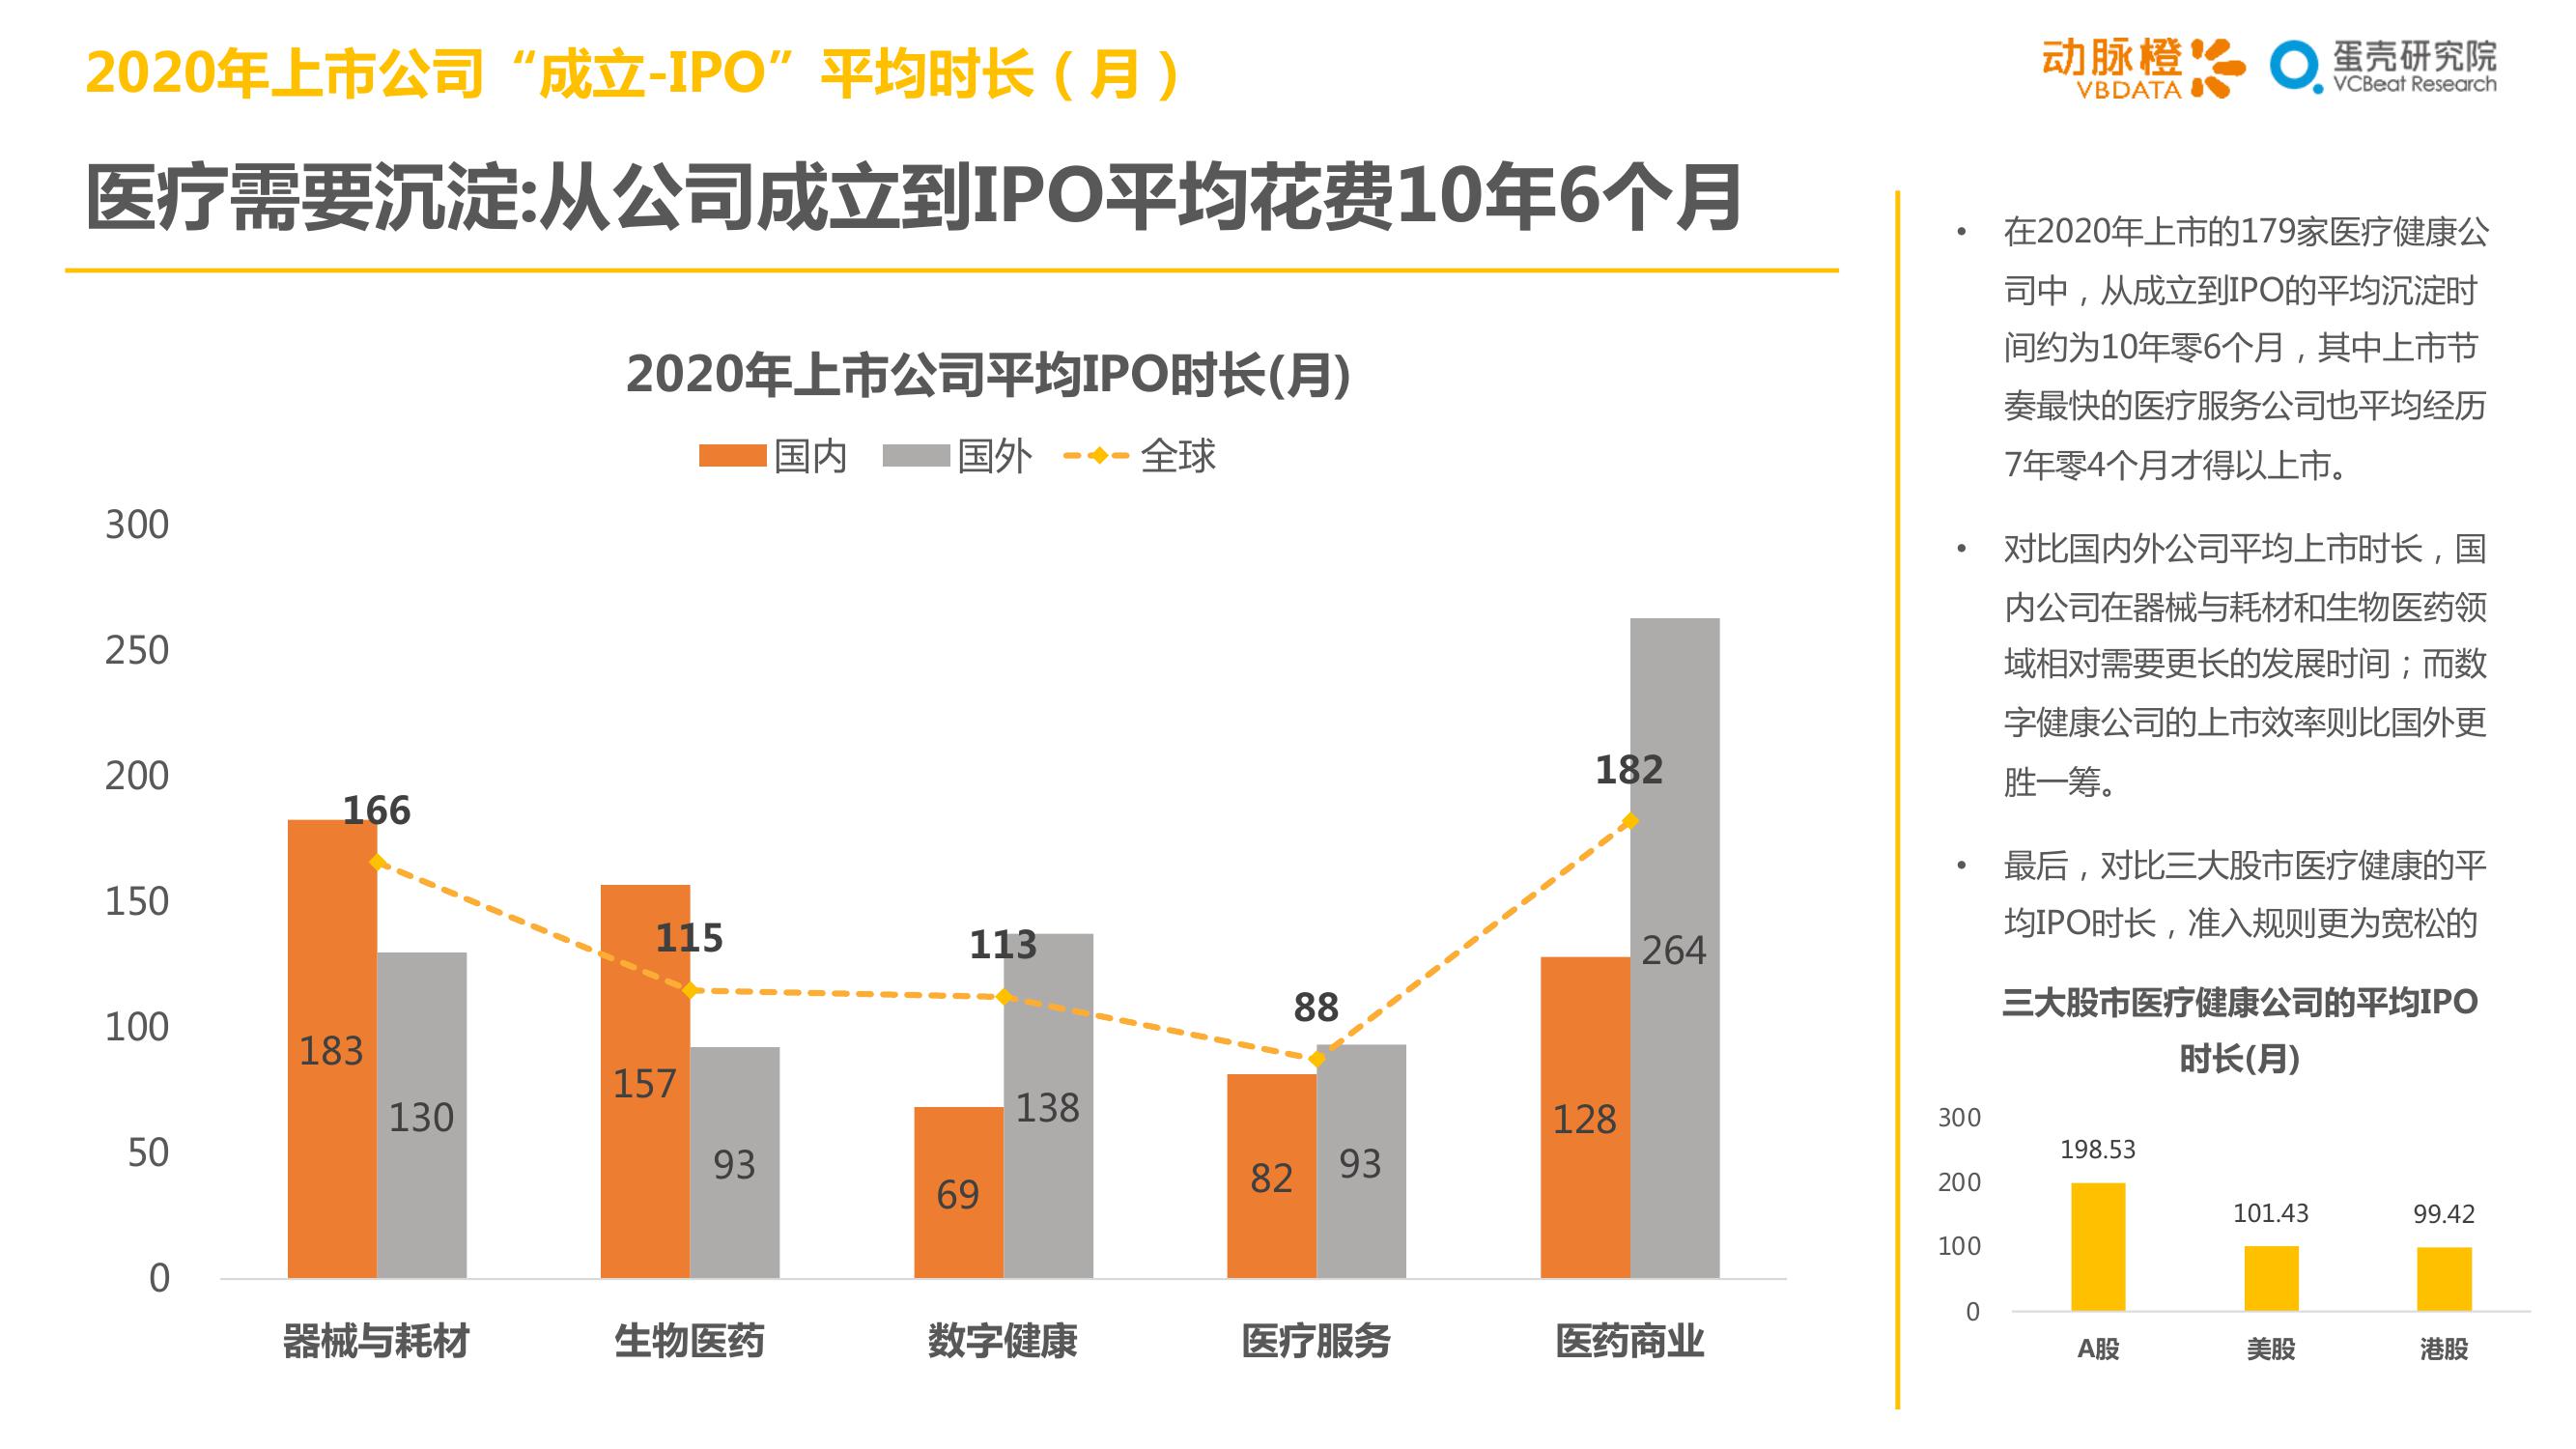 2020年上市公司“成立-IPO”平均时长（月）
动脉橙
VBDATA
蛋壳研究院
VCBeat Research
医疗需要沉淀:从公司成立到IPO平均花费10年6个月
2020年上市公司平均IPO时长(月)
国内 国外 全球
300
250
200
150
100
50
0
166
183
130
115
157
93
113
69
138
88
82
93
182
128
264
器械与耗材 生物医药 数字健康 医疗服务 医药商业
• 在2020年上市的179家医疗健康公
司中，从成立到IPO的平均沉淀时
间约为10年零6个月，其中上市节
奏最快的医疗服务公司也平均经历
7年零4个月才得以上市。
• 对比国内外公司平均上市时长，国
内公司在器械与耗材和生物医药领
域相对需要更长的发展时间；而数
字健康公司的上市效率则比国外更
胜一筹。
• 最后，对比三大股市医疗健康的平
均IPO时长，准入规则更为宽松的
三大股市医疗健康公司的平均IPO
时长(月)
300
200
100
0
198.53
101.43
99.42
A股 美股 港股